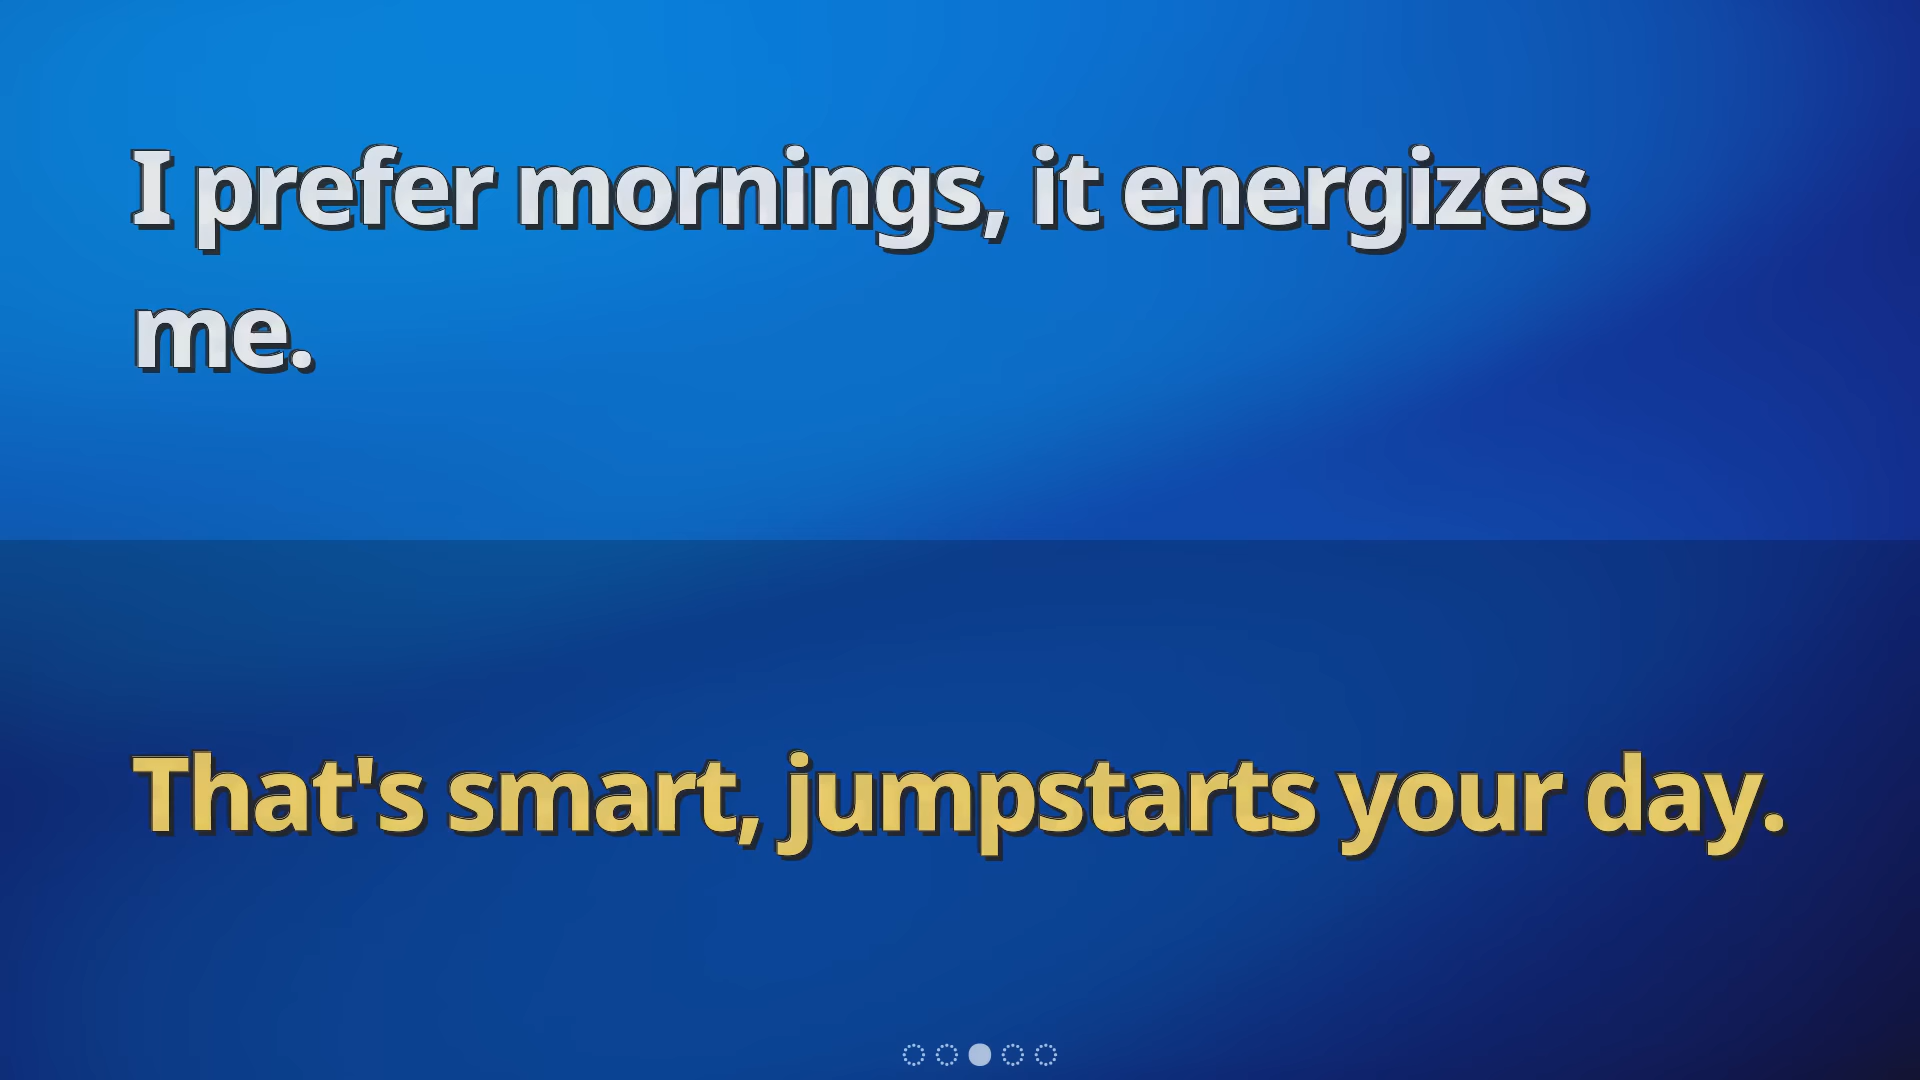 I prefer mornings, it energizes
me.
That's smart, jumpstarts your day.